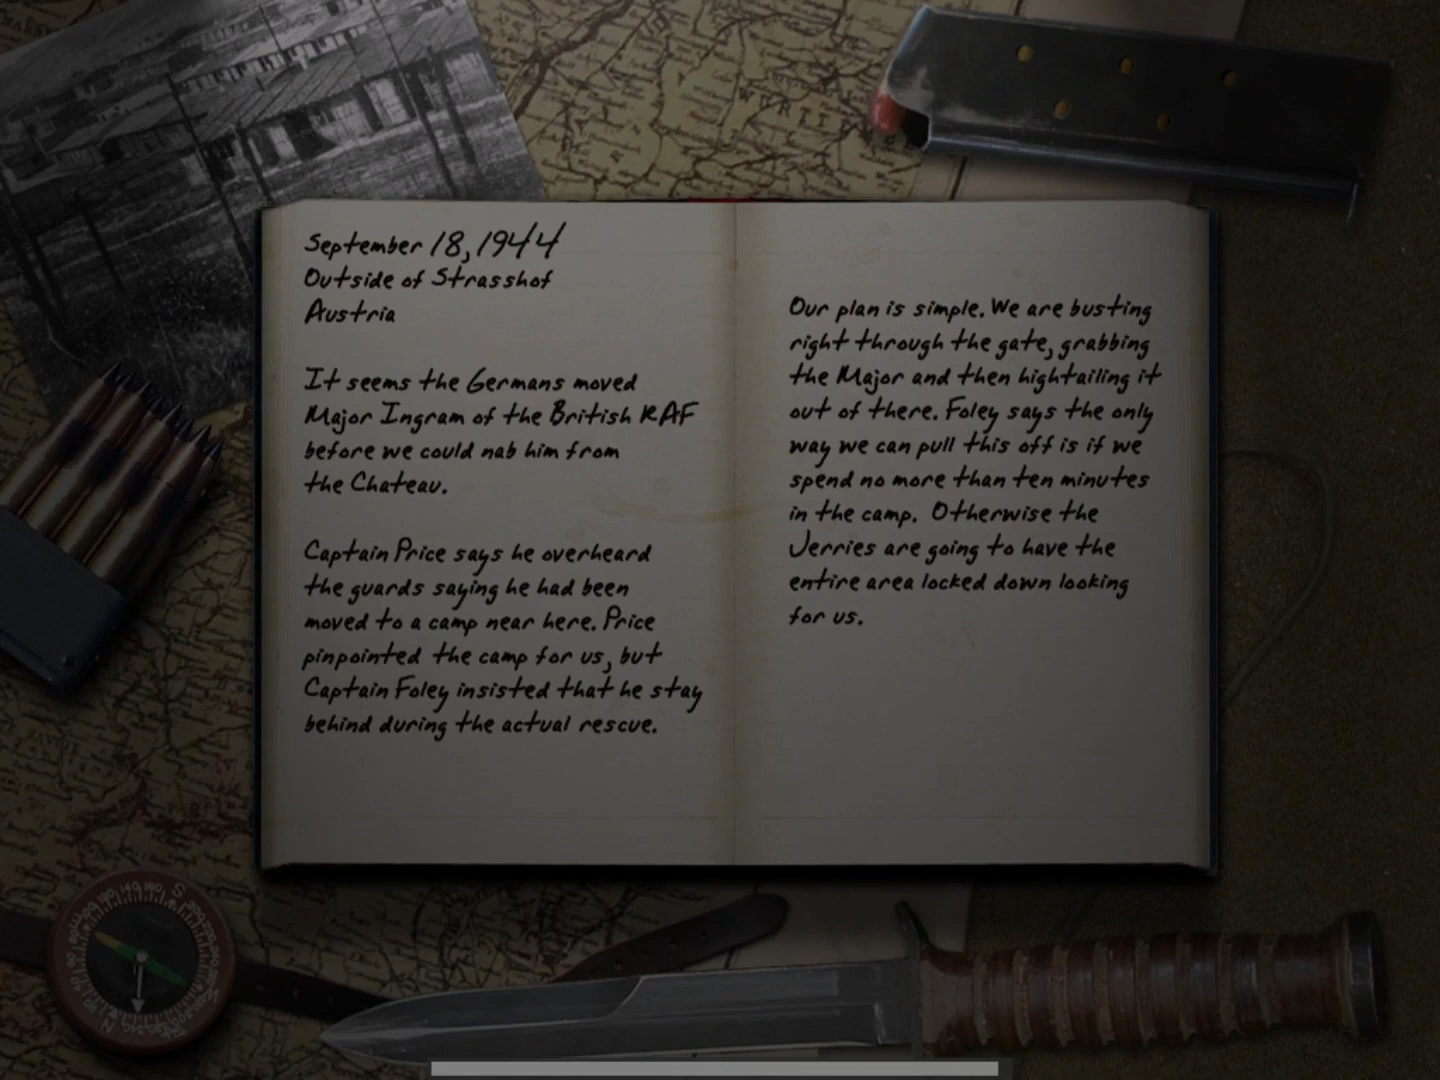 September 18, 1944
Outside of Strasshof
Austria
It seems the Germans moved
Major Ingram of the British RAF
before we could nab him from
the Chateau.
Captain Price says he overheard
the guards saying he had been
moved to a camp near here. Price
pinpointed the camp for us, but
Captain Foley insisted that he stay
behind during the actual rescue.
Our plan is simple. We are busting
right through the gate, grabbing
the Major and then hightailing it
out of there. Foley says the only
way we can pull this off is if we
spend no more than ten minutes
in the camp. Otherwise the
Jerries are going to have the
entire area locked down looking
for us.